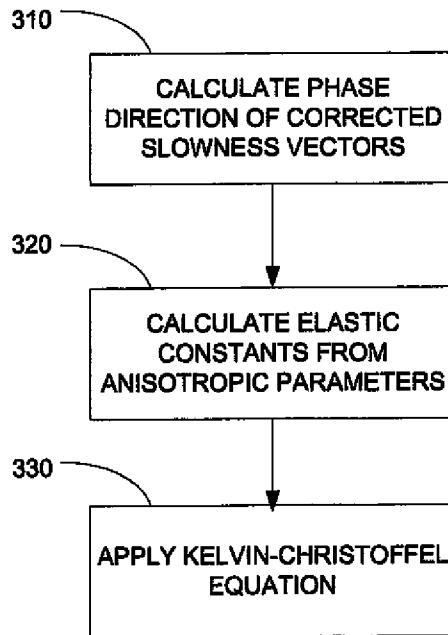 310
CALCULATE PHASE
DIRECTION OF CORRECTED
SLOWNESS VECTORS
320
CALCULATE ELASTIC
CONSTANTS FROM
ANISOTROPIC PARAMETERS
330
APPLY KELVIN-CHRISTOFFEL
EQUATION